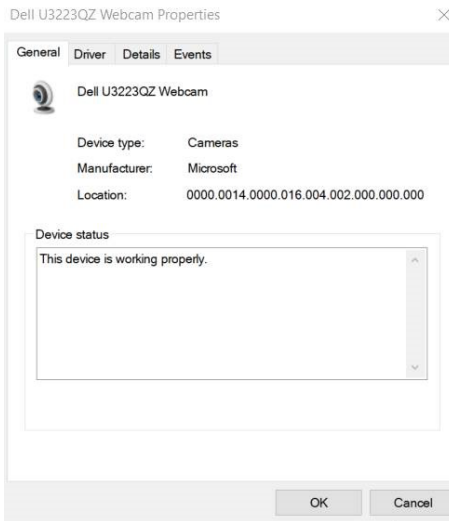 Dell U3223QZ Webcam Properties
General Driver Details Events
Dell U3223QZ Webcam
Device type: Cameras
Manufacturer: Microsoft
Location: 0000.0014.0000.016.004.002.000.000.000
Device status
This device is working properly.
OK Cancel